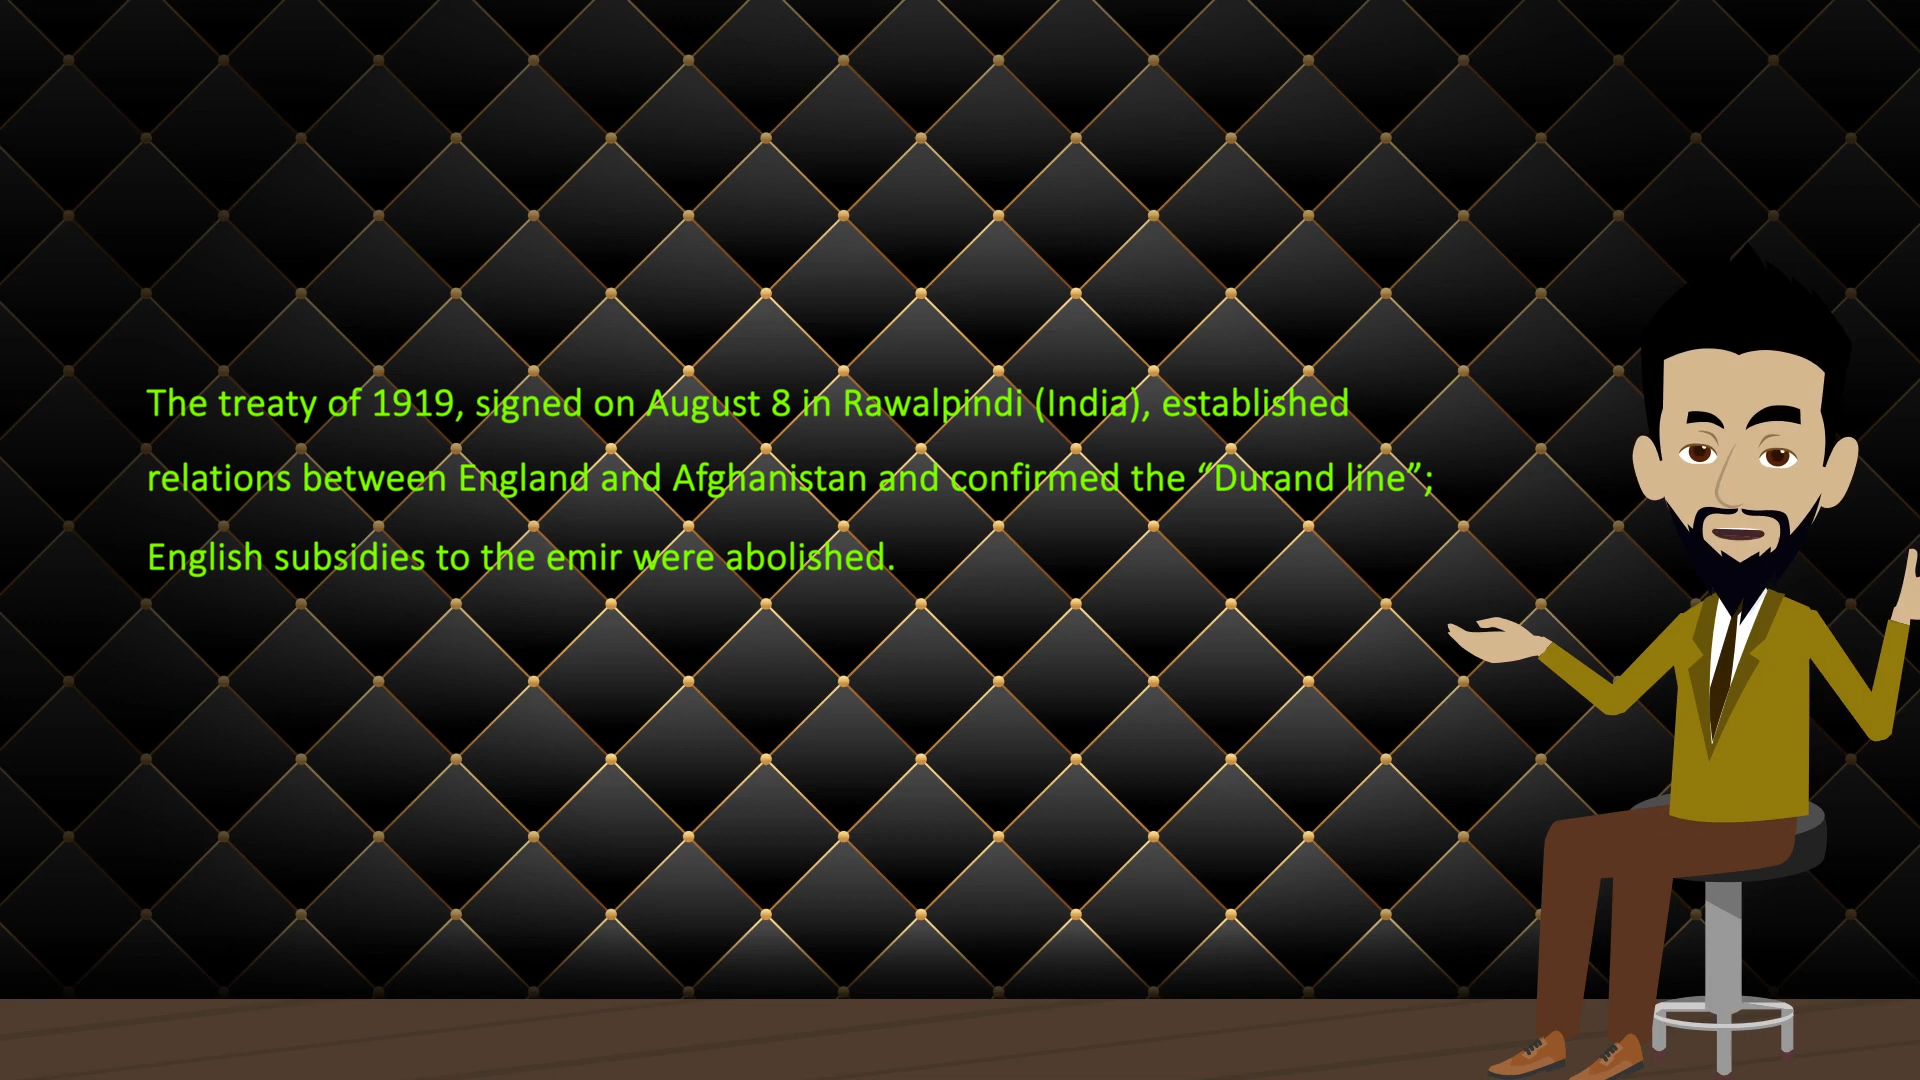 The treaty of 1919, signed on August 8 in Rawalpindi (India), established
relations between England and Afghanistan and confirmed the “Durand line”;
English subsidies to the emir were abolished.